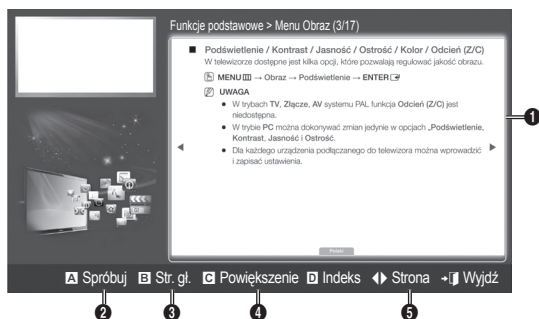 Funkcje podstawowe > Menu Obraz (3/17)
■ Podświetlenie / Kontrast / Jasność / Ostrość / Kolor / Odcień (Z/C)
W telewizorze dostępne jest kilka opcji, które pozwalają regulować jakość obrazu.
MENU → Obraz → Podświetlenie → ENTER
UWAGA
● W trybach TV, Złącze, AV systemu PAL funkcja Odcień (Z/C) jest
niedostępna.
● W trybie PC można dokonywać zmian jedynie w opcjach „Podświetlenie,
Kontrast, Jasność i Ostrość.
● Dla każdego urządzenia podłączonego do telewizora można wprowadzić
i zapisać ustawienia.
◀ ▶
1
Polski
A Spróbuj B Str. gł. C Powiększenie D Indeks ◀▶ Strona Wyjdź
2 3 4 5